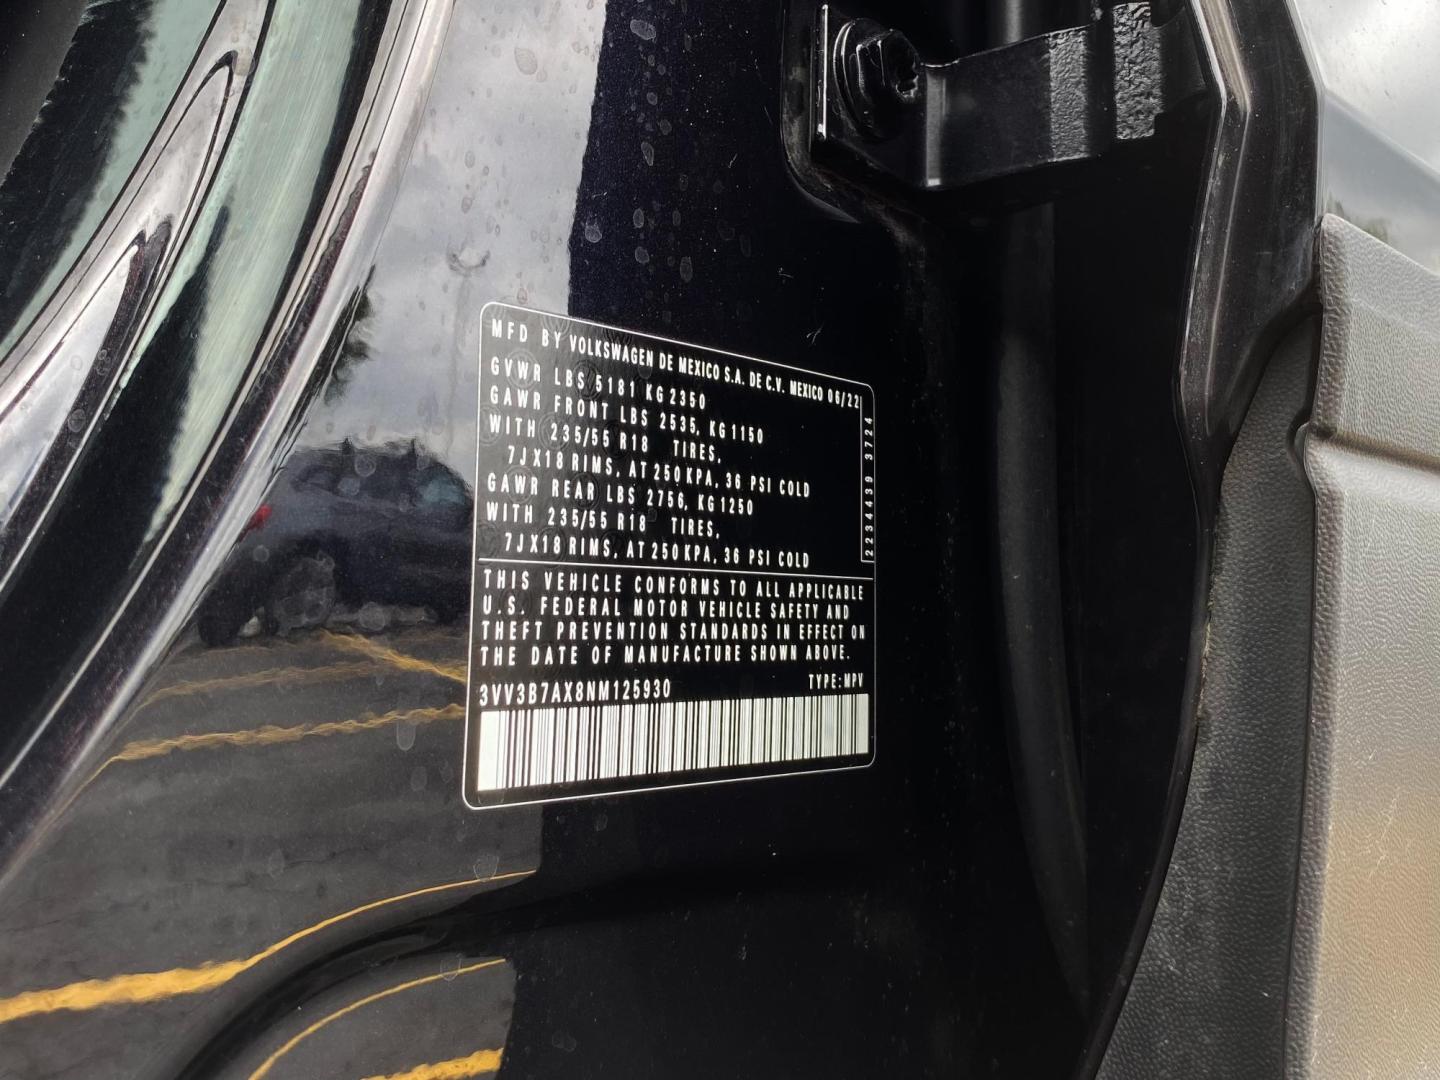 MFD BY VOLKSWAGEN DE MEXICO S.A. DE C.V. MEXICO 06/22
GVWR LBS 5181 KG 2350
GAWR FRONT LBS 2535, KG 1150
WITH 235/55 R18 TIRES,
7JX18 RIMS, AT 250 KPA, 36 PSI COLD
GAWR REAR LBS 2756, KG 1250
WITH 235/55 R18 TIRES,
7JX18 RIMS, AT 250 KPA, 36 PSI COLD
2234439 3724
THIS VEHICLE CONFORMS TO ALL APPLICABLE
U.S. FEDERAL MOTOR VEHICLE SAFETY AND
THEFT PREVENTION STANDARDS IN EFFECT ON
THE DATE OF MANUFACTURE SHOWN ABOVE.
3VV3B7AX8NM125930 TYPE: MPV